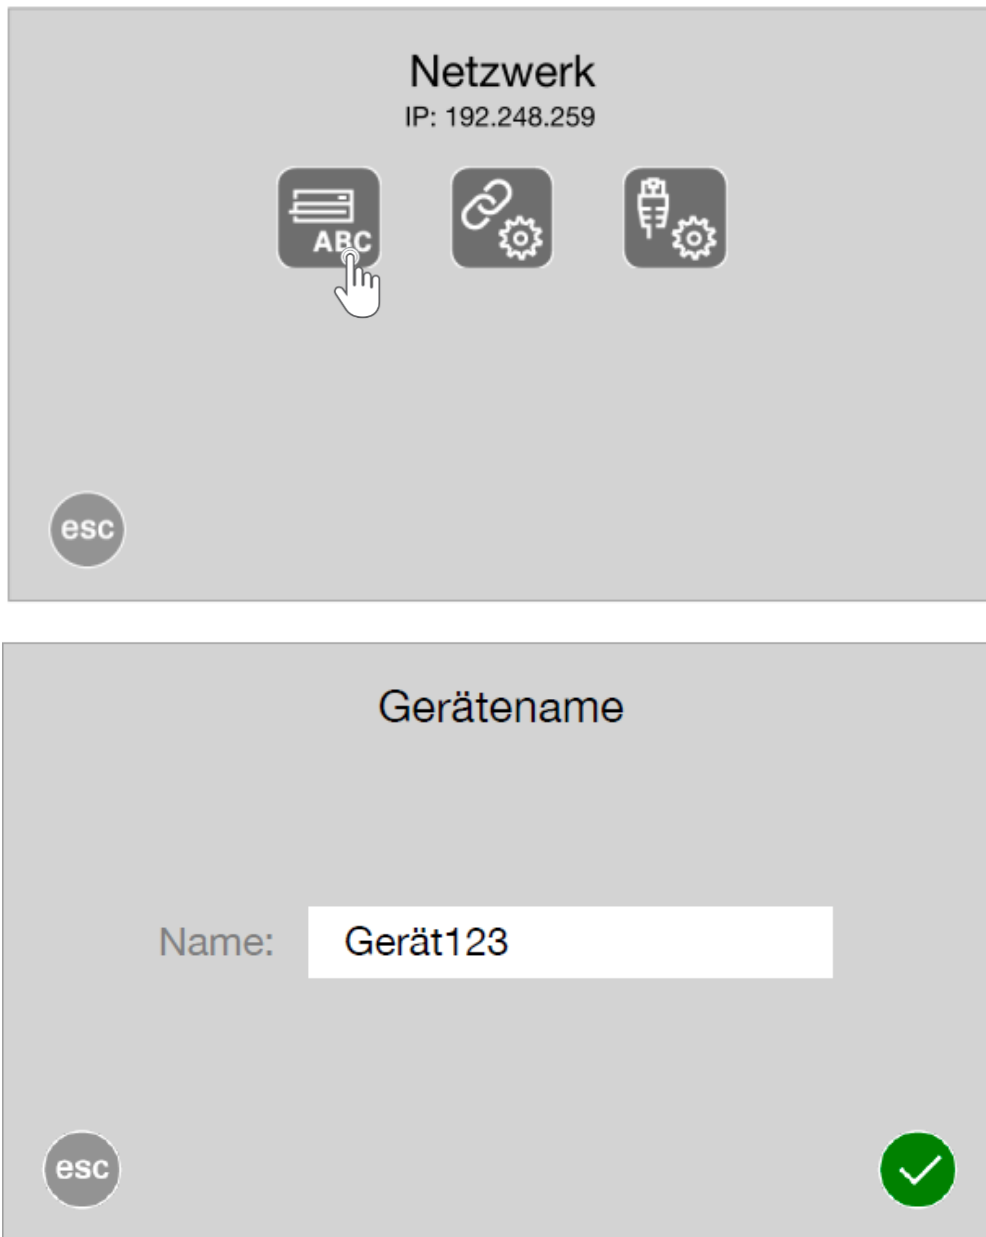 Netzwerk
IP: 192.248.259
ABC
esc
Gerätename
Name: Gerät123
esc